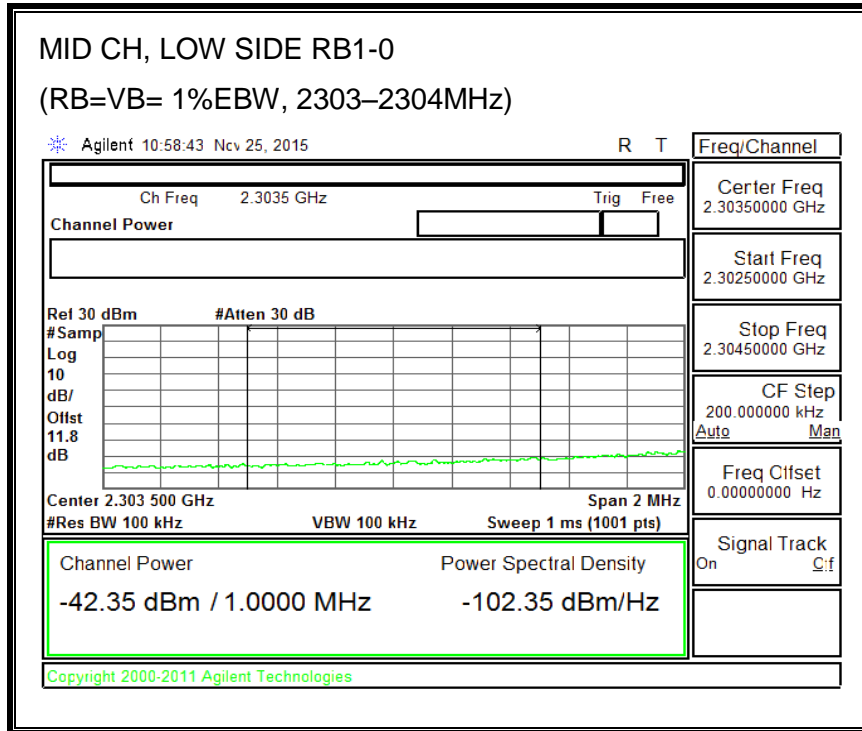 MID CH, LOW SIDE RB1-0
(RB=VB= 1%EBW, 2303–2304MHz)
Agilent 10:58:43 Nov 25, 2015 R T
Freq/Channel
Ch Freq 2.3035 GHz Trig Free
Channel Power
Center Freq
2.30350000 GHz
Start Freq
2.30250000 GHz
Stop Freq
2.30450000 GHz
CF Step
200.000000 kHz
Auto Man
Freq Offset
0.00000000 Hz
Signal Track
On Off
Ref 30 dBm #Atten 30 dB
#Samp
Log
10
dB/
Offst
11.8
dB
Center 2.303 500 GHz Span 2 MHz
#Res BW 100 kHz VBW 100 kHz Sweep 1 ms (1001 pts)
Channel Power Power Spectral Density
-42.35 dBm / 1.0000 MHz -102.35 dBm/Hz
Copyright 2000-2011 Agilent Technologies